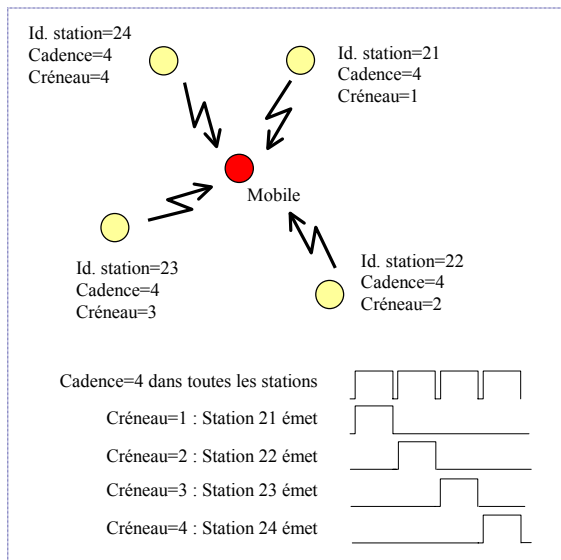 Id. station=24
Cadence=4
Créneau=4
Id. station=21
Cadence=4
Créneau=1
Mobile
Id. station=23
Cadence=4
Créneau=3
Id. station=22
Cadence=4
Créneau=2
Cadence=4 dans toutes les stations
Créneau=1 : Station 21 émet
Créneau=2 : Station 22 émet
Créneau=3 : Station 23 émet
Créneau=4 : Station 24 émet